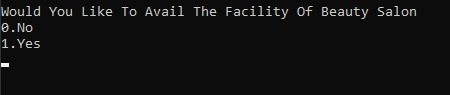 Would You Like To Avail The Facility Of Beauty Salon
0.No
1.Yes